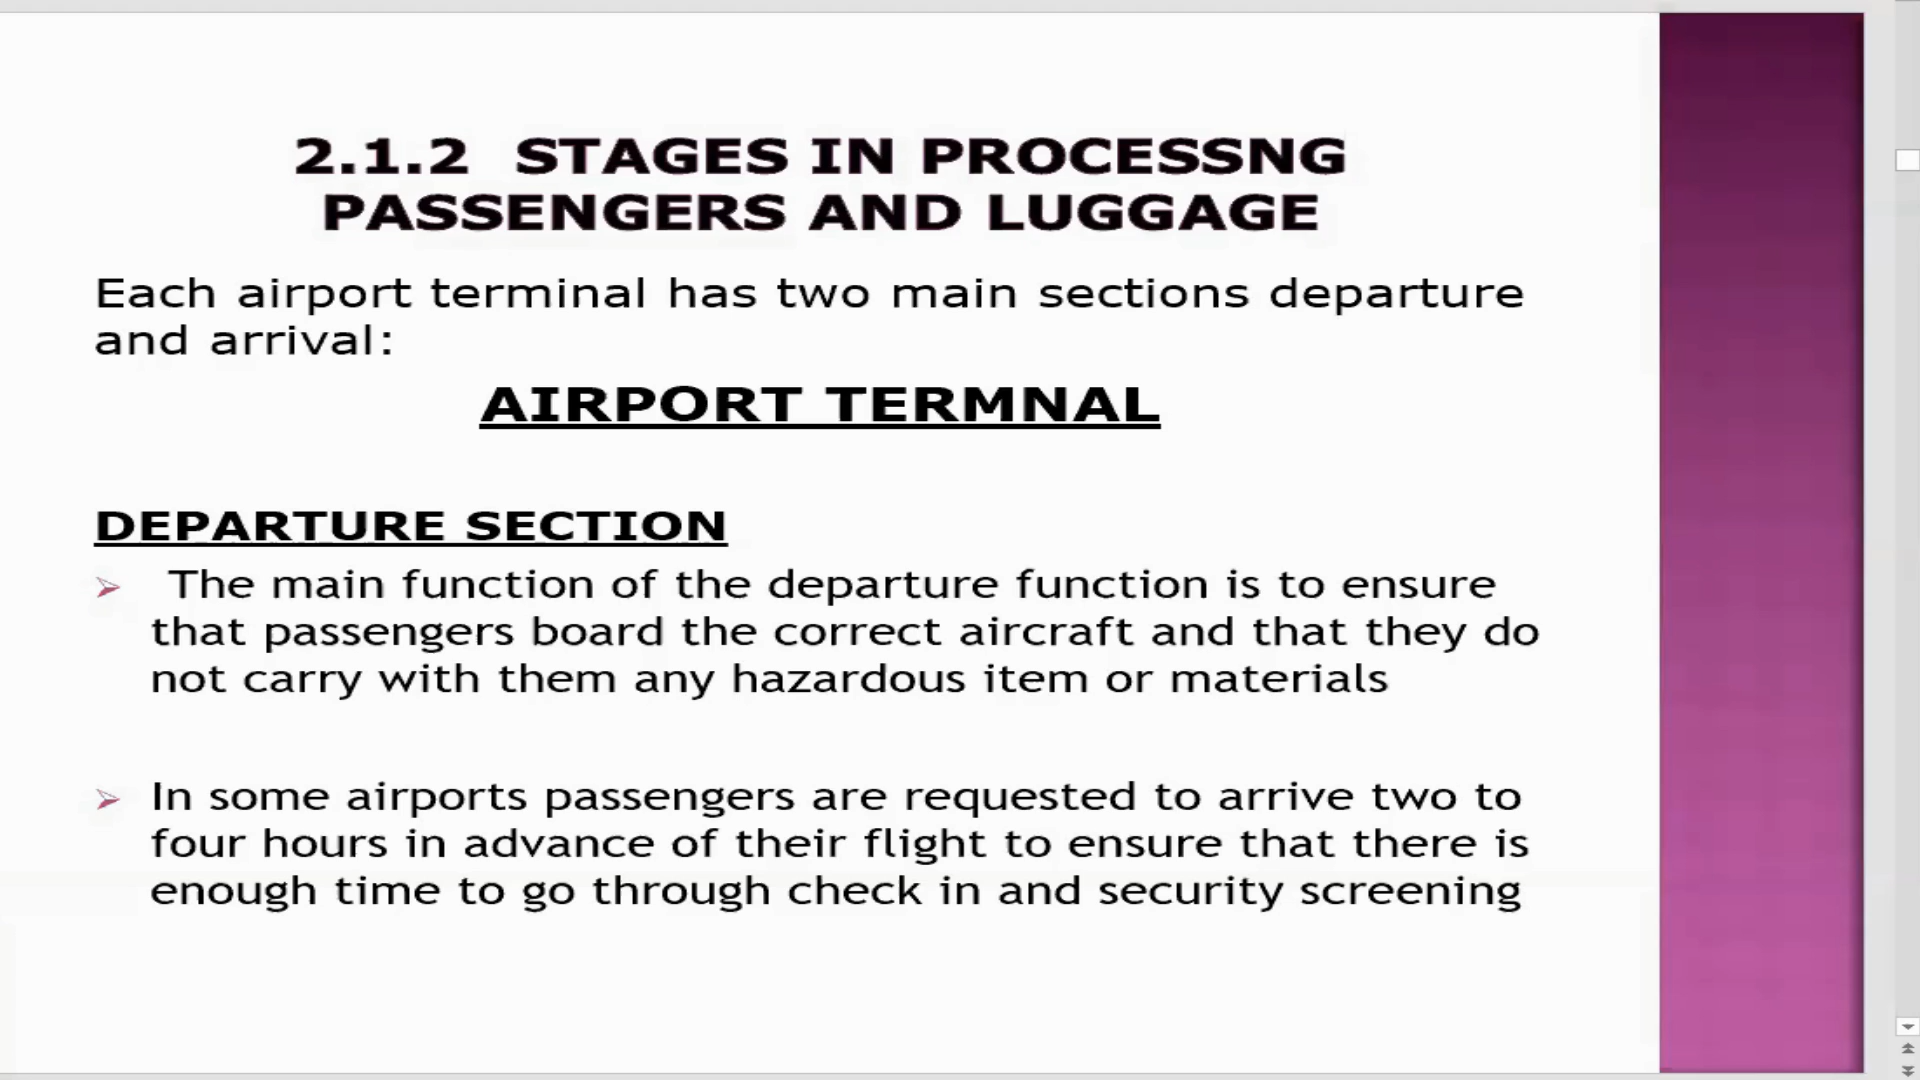 2.1.2 STAGES IN PROCESSNG
PASSENGERS AND LUGGAGE
Each airport terminal has two main sections departure
and arrival:
AIRPORT TERMNAL
DEPARTURE SECTION
➢ The main function of the departure function is to ensure
that passengers board the correct aircraft and that they do
not carry with them any hazardous item or materials
➢ In some airports passengers are requested to arrive two to
four hours in advance of their flight to ensure that there is
enough time to go through check in and security screening